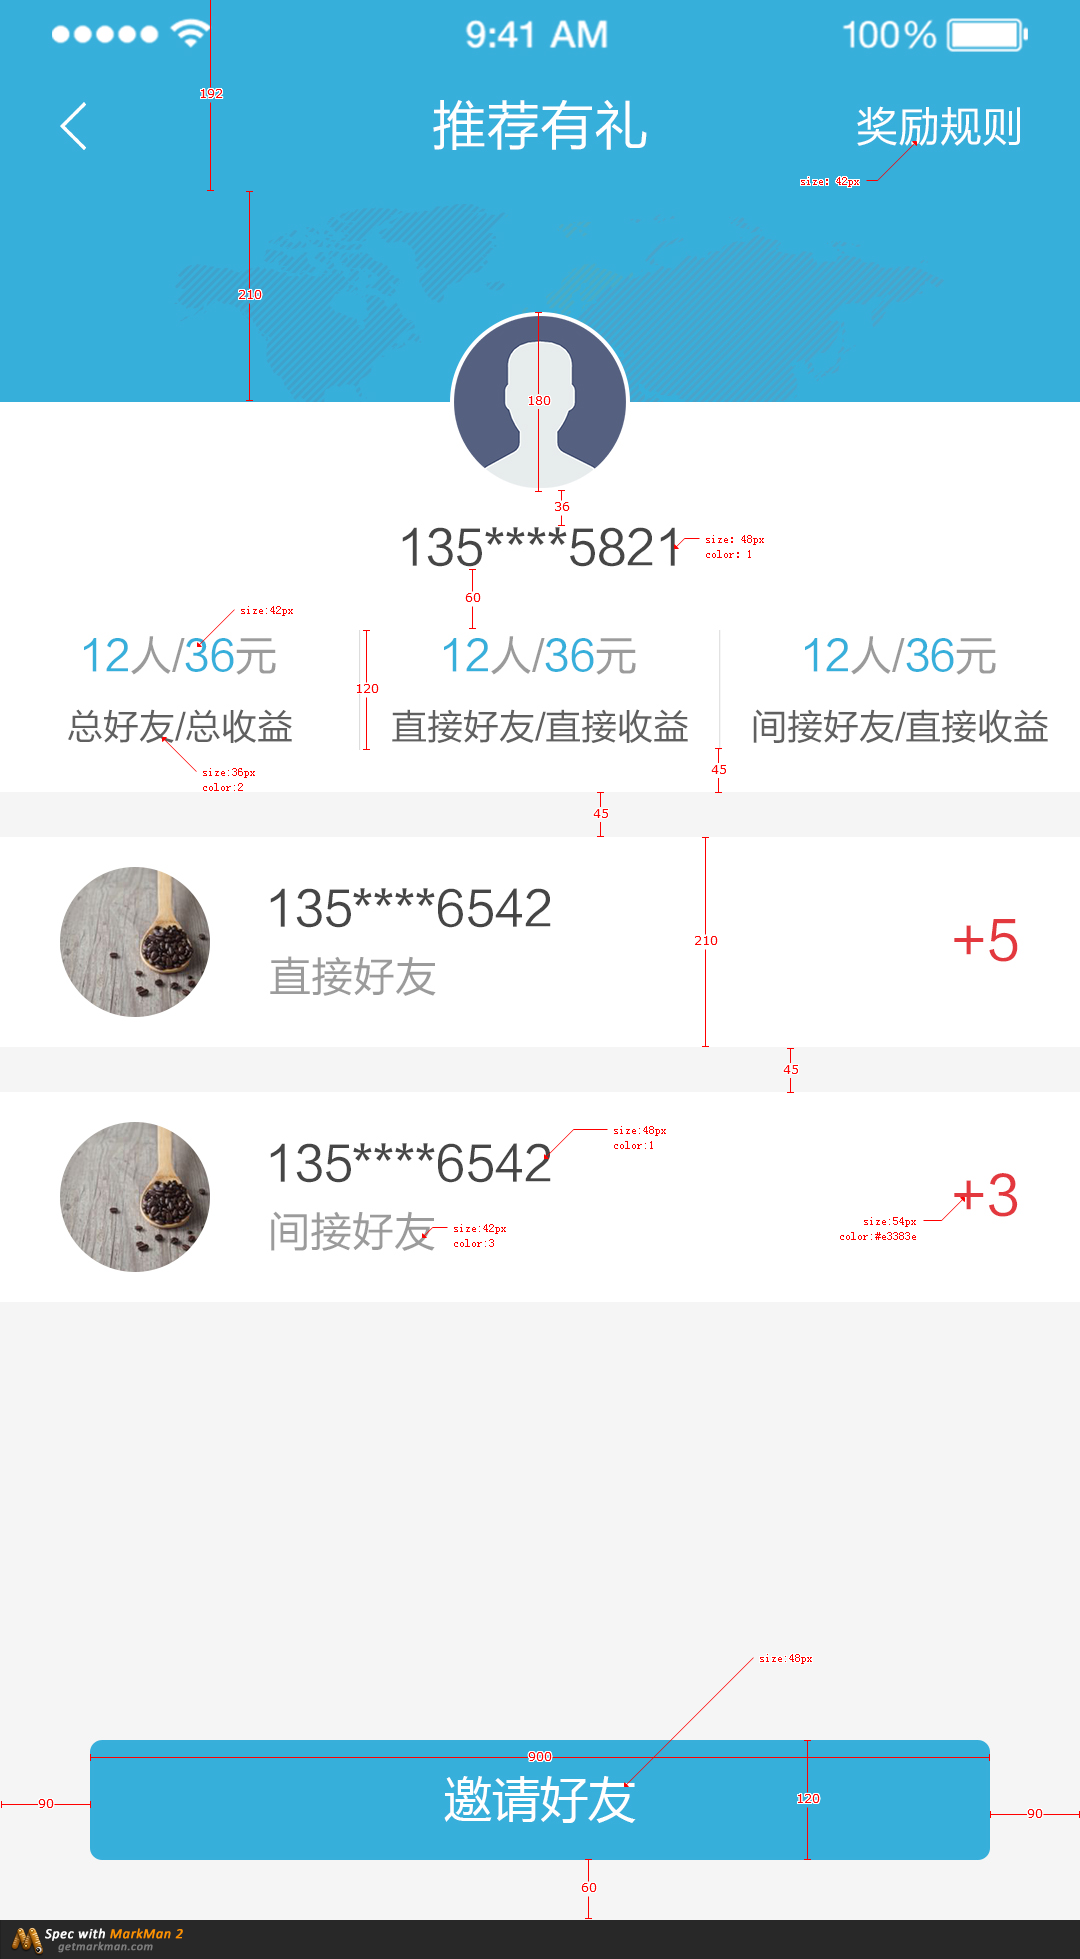 9:41 AM
100%
192
推荐有礼
奖励规则
size: 42px
210
180
36
135****5821
size: 48px
color: 1
60
size:42px
12人/36元
12人/36元
12人/36元
120
总好友/总收益
直接好友/直接收益
间接好友/直接收益
size:36px
color:2
45
45
135****6542
直接好友
210
+5
45
size:48px
color:1
135****6542
间接好友
size:42px
color:3
+3
size:54px
color:#e3383e
size:48px
900
邀请好友
120
90
90
60
Spec with MarkMan 2
getmarkman.com